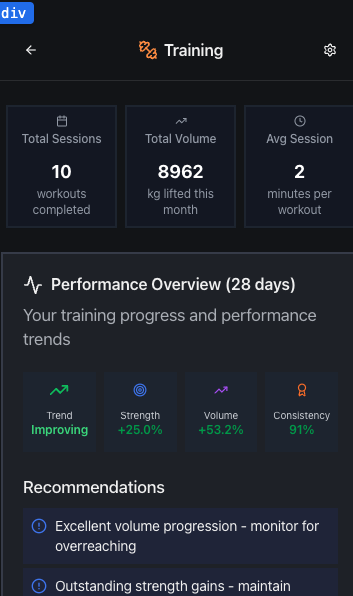 div
Training
Total Sessions
10
workouts
completed
Total Volume
8962
kg lifted this
month
Avg Session
2
minutes per
workout
Performance Overview (28 days)
Your training progress and performance
trends
Trend
Improving
Strength
+25.0%
Volume
+53.2%
Consistency
91%
Recommendations
Excellent volume progression - monitor for
overreaching
Outstanding strength gains - maintain